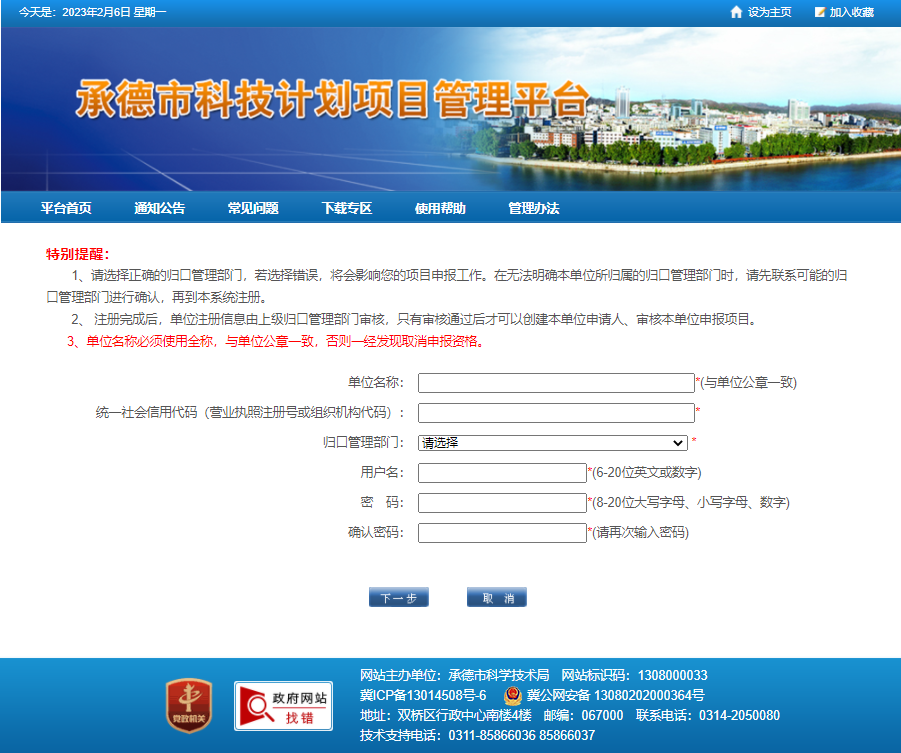 今天是：2023年2月6日 星期一
设为主页 加入收藏
承德市科技计划项目管理平台
平台首页 通知公告 常见问题 下载专区 使用帮助 管理办法
特别提醒：
1、请选择正确的归口管理部门，若选择错误，将会影响您的项目申报工作。在无法明确本单位所归属的归口管理部门时，请先联系可能的归
口管理部门进行确认，再到本系统注册。
2、 注册完成后，单位注册信息由上级归口管理部门审核，只有审核通过后才可以创建本单位申请人、审核本单位申报项目。
3、单位名称必须使用全称，与单位公章一致，否则一经发现取消申报资格。
单位名称： *(与单位公章一致)
统一社会信用代码（营业执照注册号或组织机构代码）： *
归口管理部门： 请选择 *
用户名： *(6-20位英文或数字)
密 码： *(8-20位大写字母、小写字母、数字)
确认密码： *(请再次输入密码)
下一步 取 消
党政机关
政府网站
找错
网站主办单位：承德市科学技术局 网站标识码：1308000033
冀ICP备13014508号-6 冀公网安备 13080202000364号
地址：双桥区行政中心南楼4楼 邮编：067000 联系电话：0314-2050080
技术支持电话：0311-85866036 85866037